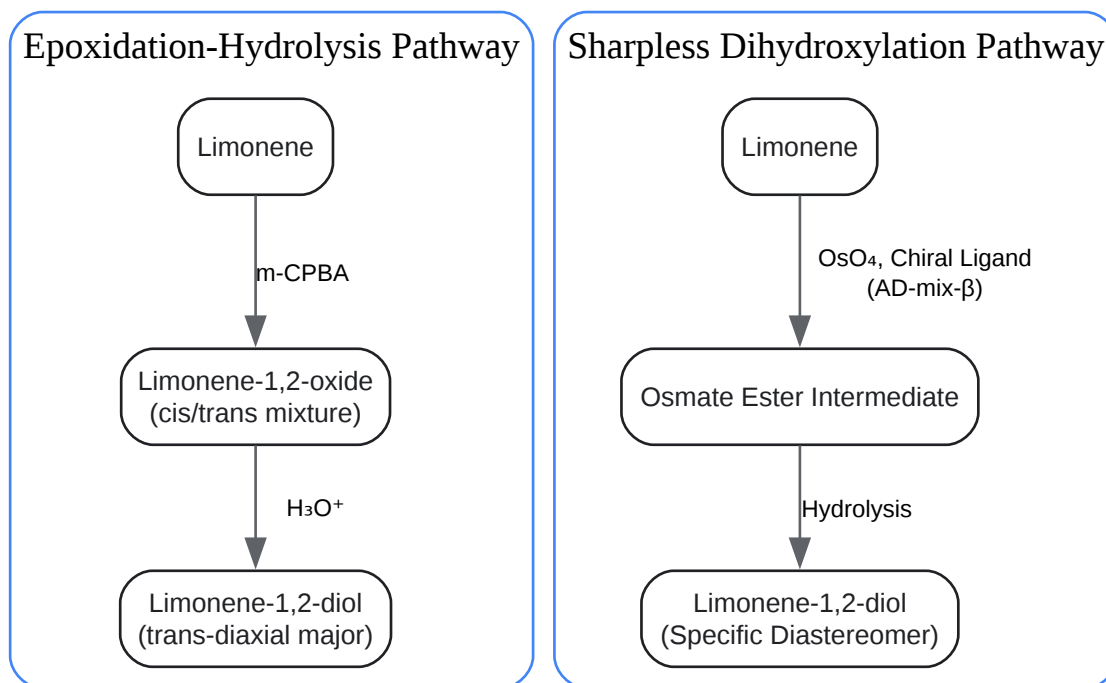 Epoxidation-Hydrolysis Pathway
Limonene
m-CPBA
Limonene-1,2-oxide
(cis/trans mixture)
H₃O⁺
Limonene-1,2-diol
(trans-diaxial major)
Sharpless Dihydroxylation Pathway
Limonene
OsO₄, Chiral Ligand
(AD-mix-β)
Osmate Ester Intermediate
Hydrolysis
Limonene-1,2-diol
(Specific Diastereomer)